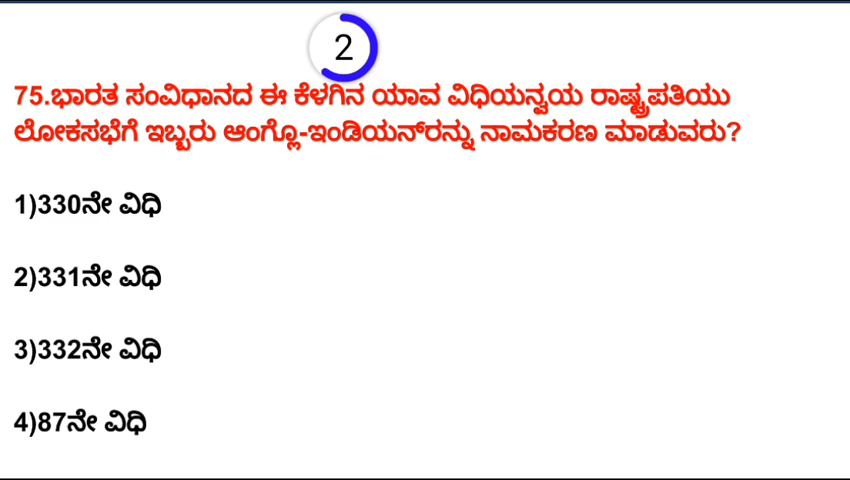 2
75.ಭಾರತ ಸಂವಿಧಾನದ ಈ ಕೆಳಗಿನ ಯಾವ ವಿಧಿಯನ್ವಯ ರಾಷ್ಟ್ರಪತಿಯು
ಲೋಕಸಭೆಗೆ ಇಬ್ಬರು ಆಂಗ್ಲೊ-ಇಂಡಿಯನ್‌ರನ್ನು ನಾಮಕರಣ ಮಾಡುವರು?
1)330ನೇ ವಿಧಿ
2)331ನೇ ವಿಧಿ
3)332ನೇ ವಿಧಿ
4)87ನೇ ವಿಧಿ